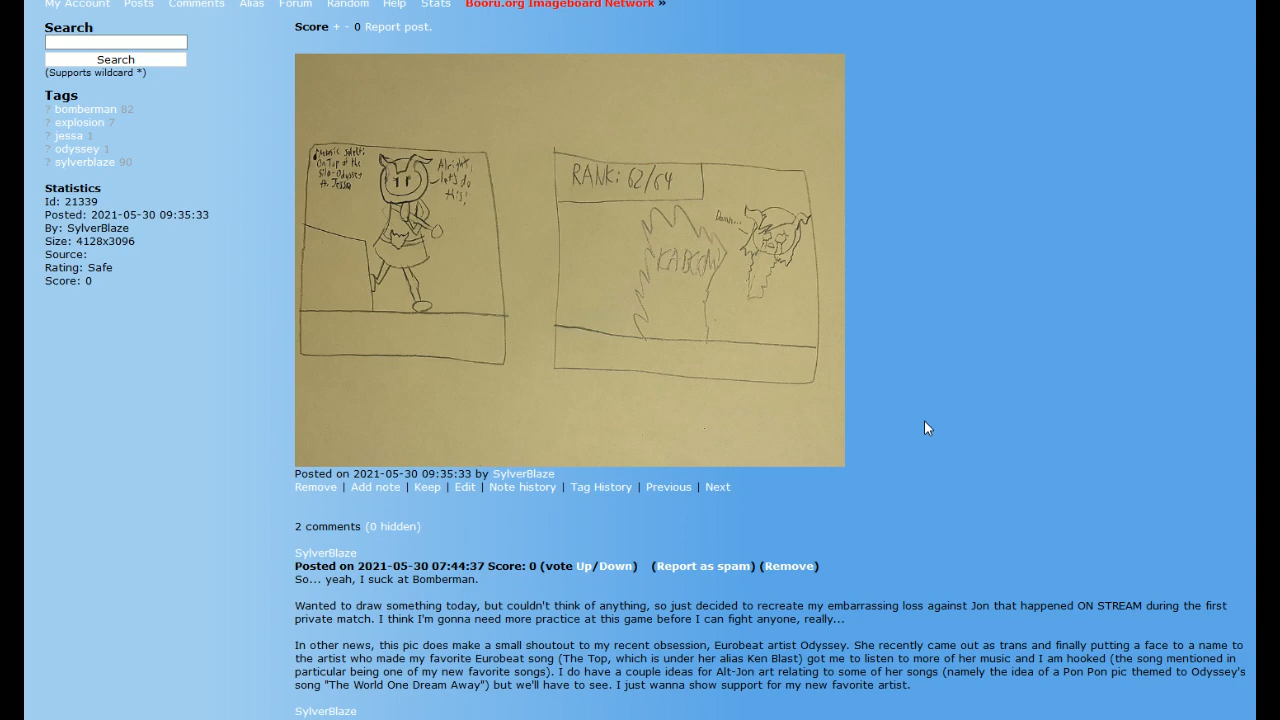 My Account Posts Comments Alias Forum Random Help Stats Booru.org Imageboard Network »
Search
Search
(Supports wildcard *)
Tags
? bomberman 82
? explosion 7
? jessa 1
? odyssey 1
? sylverblaze 90
Statistics
Id: 21339
Posted: 2021-05-30 09:35:33
By: SylverBlaze
Size: 4128x3096
Source:
Rating: Safe
Score: 0
Score + - 0 Report post.
On Top of the
Silo-Odyssey
ft. Jessa
Alright,
let's do
this!
RANK: 62/64
KABOOM
Damn...
Posted on 2021-05-30 09:35:33 by SylverBlaze
Remove | Add note | Keep | Edit | Note history | Tag History | Previous | Next
2 comments (0 hidden)
SylverBlaze
Posted on 2021-05-30 07:44:37 Score: 0 (vote Up/Down) (Report as spam) (Remove)
So... yeah, I suck at Bomberman.
Wanted to draw something today, but couldn't think of anything, so just decided to recreate my embarrassing loss against Jon that happened ON STREAM during the first
private match. I think I'm gonna need more practice at this game before I can fight anyone, really...
In other news, this pic does make a small shoutout to my recent obsession, Eurobeat artist Odyssey. She recently came out as trans and finally putting a face to a name to
the artist who made my favorite Eurobeat song (The Top, which is under her alias Ken Blast) got me to listen to more of her music and I am hooked (the song mentioned in
particular being one of my new favorite songs). I do have a couple ideas for Alt-Jon art relating to some of her songs (namely the idea of a Pon Pon pic themed to Odyssey's
song "The World One Dream Away") but we'll have to see. I just wanna show support for my new favorite artist.
SylverBlaze